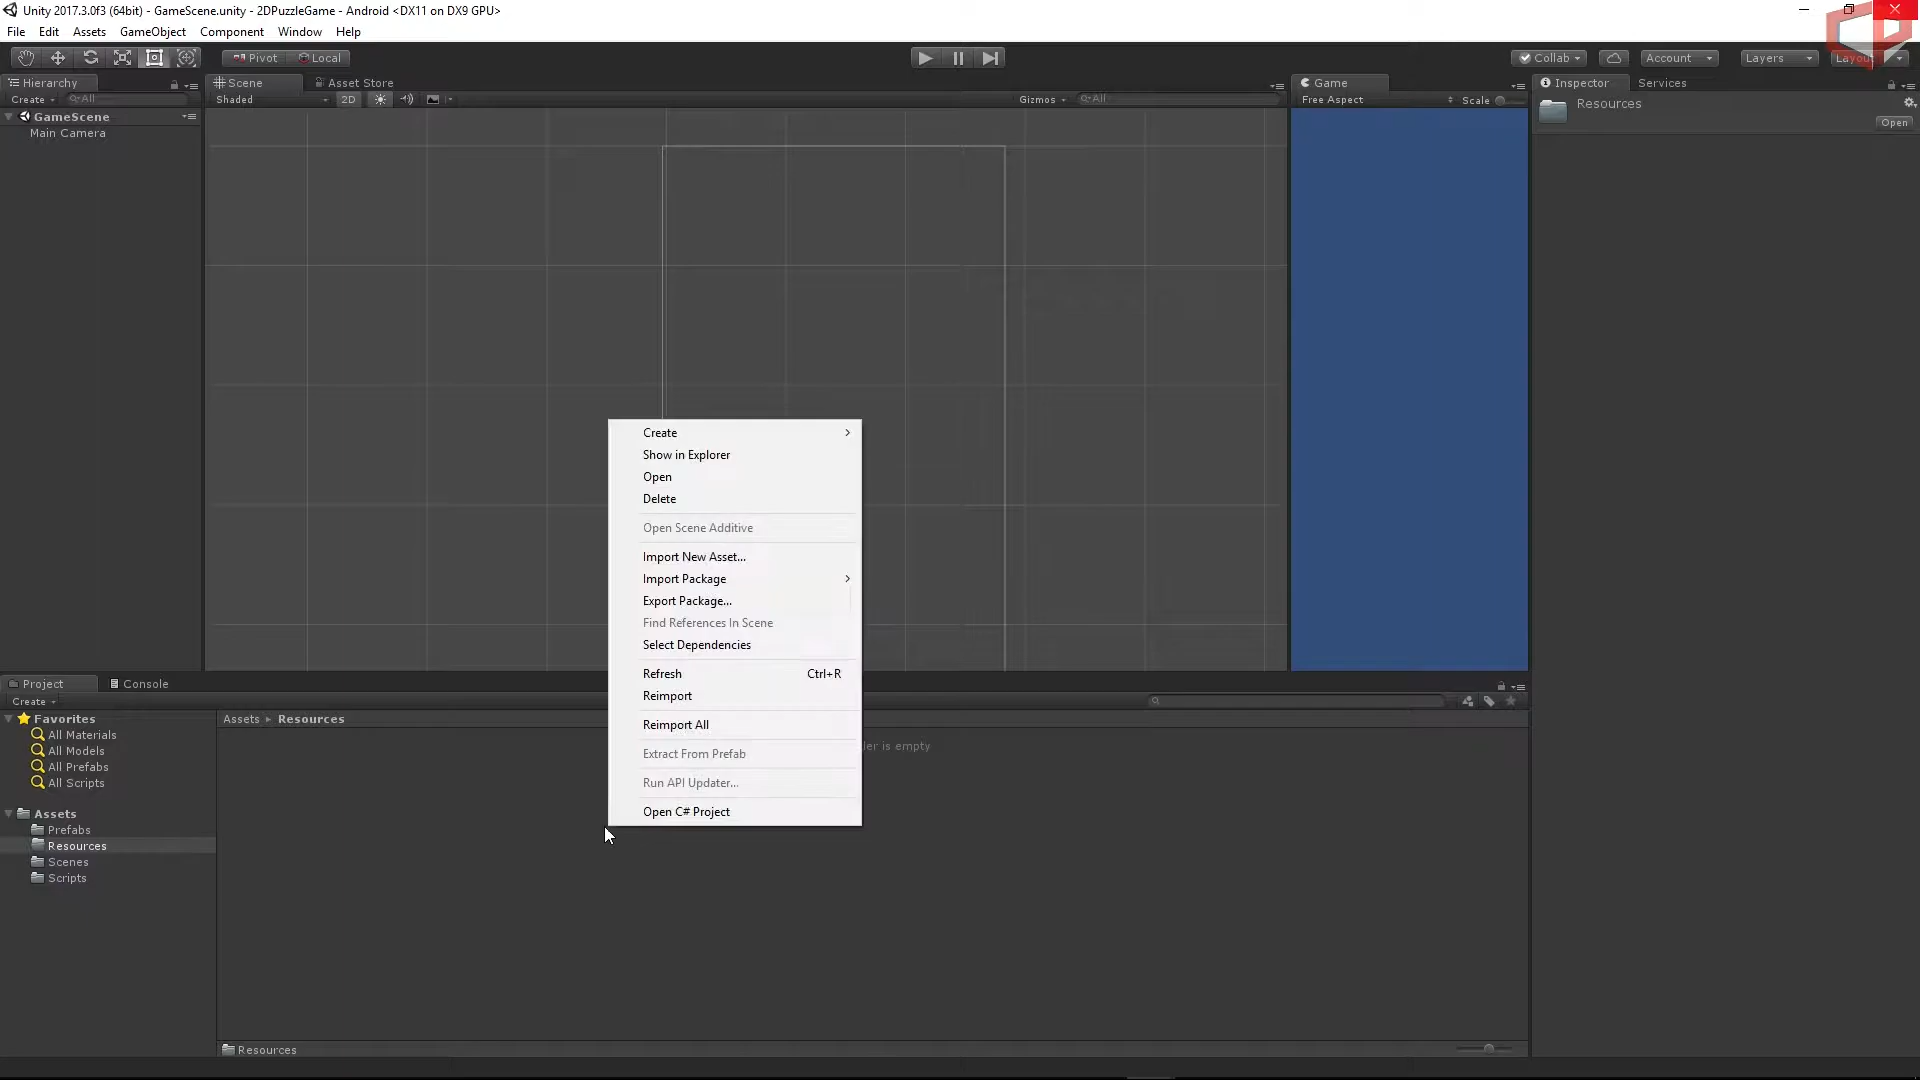 Unity 2017.3.0f3 (64bit) - GameScene.unity - 2DPuzzleGame - Android <DX11 on DX9 GPU>
File Edit Assets GameObject Component Window Help
Pivot Local Collab Account Layers Layout
Hierarchy
Create All
GameScene
Main Camera
Scene Asset Store
Shaded 2D Gizmos All
Game
Free Aspect Scale
Inspector Services
Resources
Open
Create
Show in Explorer
Open
Delete
Open Scene Additive
Import New Asset...
Import Package
Export Package...
Find References In Scene
Select Dependencies
Refresh Ctrl+R
Reimport
Reimport All
Extract From Prefab
Run API Updater...
Open C# Project
Project Console
Create
Favorites
All Materials
All Models
All Prefabs
All Scripts
Assets
Prefabs
Resources
Scenes
Scripts
Assets Resources
is empty
Resources